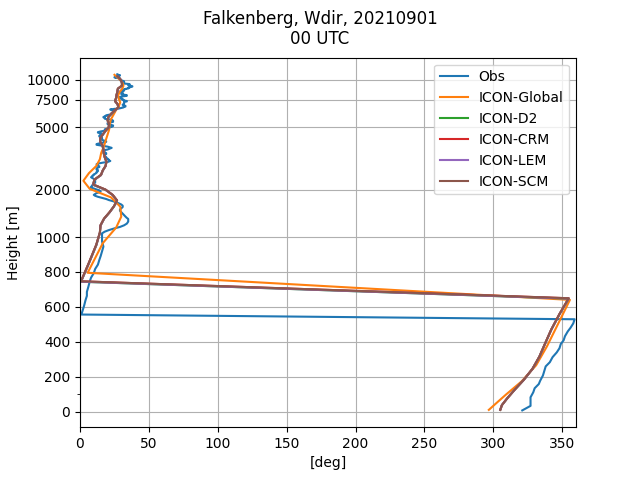 Falkenberg, Wdir, 20210901
00 UTC
Obs
ICON-Global
ICON-D2
ICON-CRM
ICON-LEM
ICON-SCM
10000
7500
5000
2000
1000
800
600
400
200
0
Height [m]
0 50 100 150 200 250 300 350
[deg]